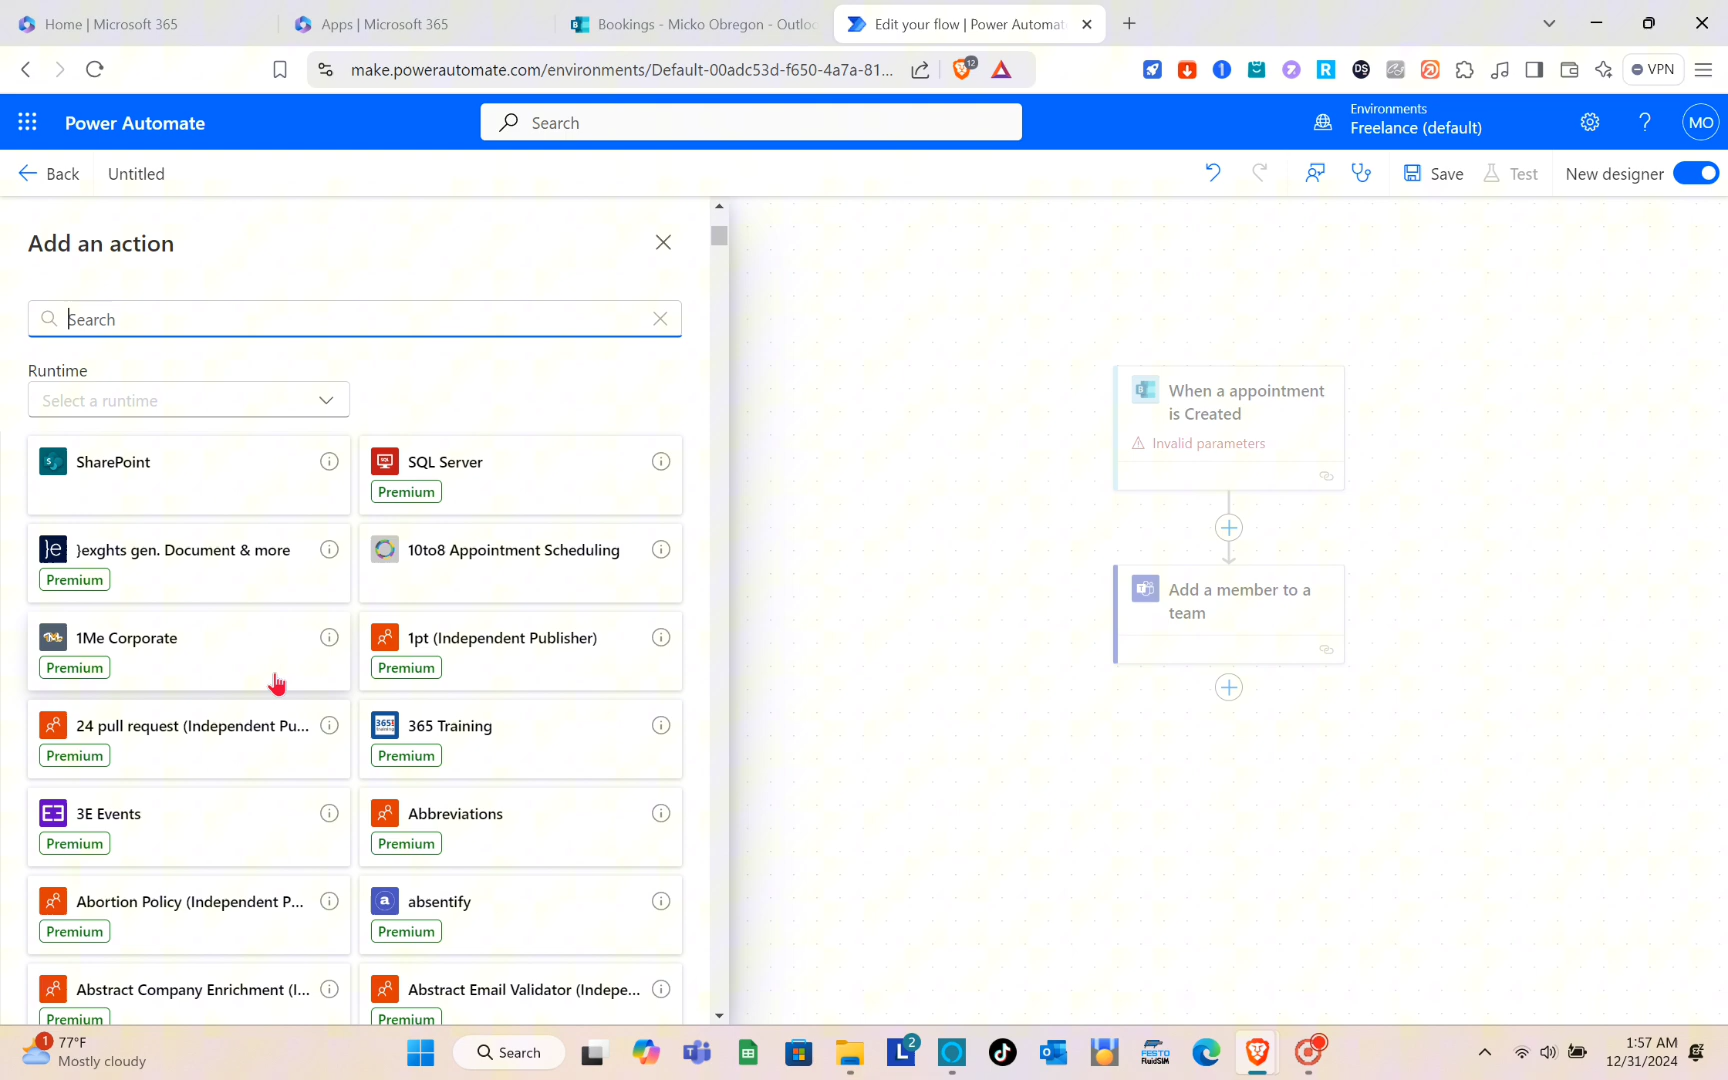 Home | Microsoft 365
Apps | Microsoft 365
Bookings - Micko Obregon - Outlo
Edit your flow | Power Automat
make.powerautomate.com/environments/Default-00adc53d-f650-4a7a-81...
12
VPN
Power Automate
Search
Environments
Freelance (default)
MO
Back
Untitled
Save
Test
New designer
Add an action
Search
Runtime
Select a runtime
SharePoint
SQL Server
Premium
}exghts gen. Document & more
Premium
10to8 Appointment Scheduling
1Me Corporate
Premium
1pt (Independent Publisher)
Premium
24 pull request (Independent Pu...
Premium
365 Training
Premium
3E Events
Premium
Abbreviations
Premium
Abortion Policy (Independent P...
Premium
absentify
Premium
Abstract Company Enrichment (I...
Premium
Abstract Email Validator (Indepe...
Premium
When a appointment
is Created
Invalid parameters
Add a member to a
team
1
77°F
Mostly cloudy
Search
2
FESTO
FluidSIM
1:57 AM
12/31/2024